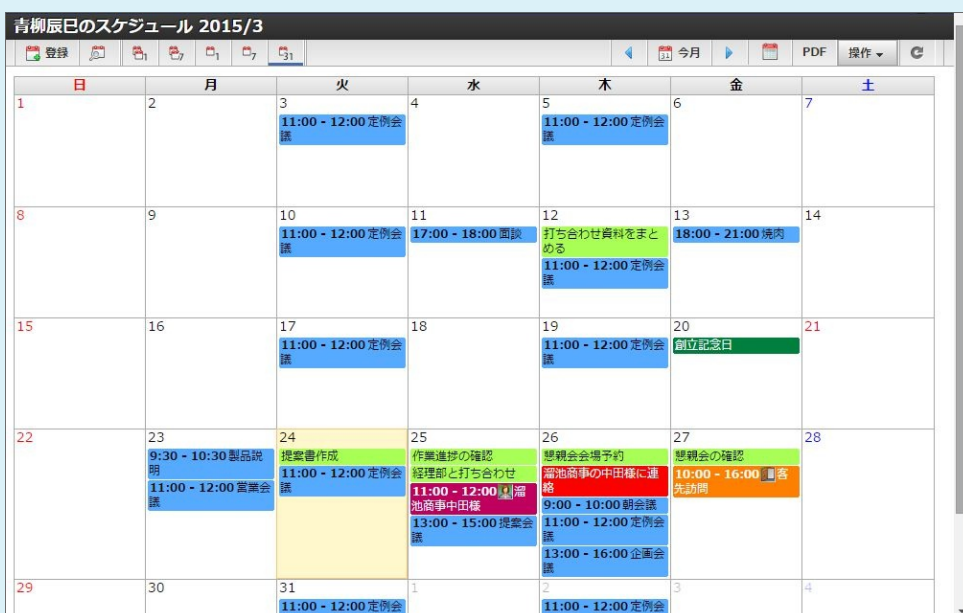 青柳辰巳のスケジュール 2015/3
登録 1 7 1 7 31 31 今月 PDF 操作
日 月 火 水 木 金 土
1 2 3 4 5 6 7
11:00 - 12:00 定例会
議
11:00 - 12:00 定例会
議
8 9 10 11 12 13 14
11:00 - 12:00 定例会
議
17:00 - 18:00 面談
打ち合わせ資料をまと
める
11:00 - 12:00 定例会
議
18:00 - 21:00 焼肉
15 16 17 18 19 20 21
11:00 - 12:00 定例会
議
11:00 - 12:00 定例会
議
創立記念日
22 23 24 25 26 27 28
9:30 - 10:30 製品説
明
11:00 - 12:00 営業会
議
提案書作成
11:00 - 12:00 定例会
議
作業進捗の確認
経理部と打ちあわせ
11:00 - 12:00 溜
池商事中田様
13:00 - 15:00 提案会
議
懇親会会場予約
溜池商事の中田様に連
絡
9:00 - 10:00 朝会議
11:00 - 12:00 定例会
議
13:00 - 16:00 企画会
議
懇親会の確認
10:00 - 16:00 客
先訪問
29 30 31 1 2 3 4
11:00 - 12:00 定例会
11:00 - 12:00 定例会